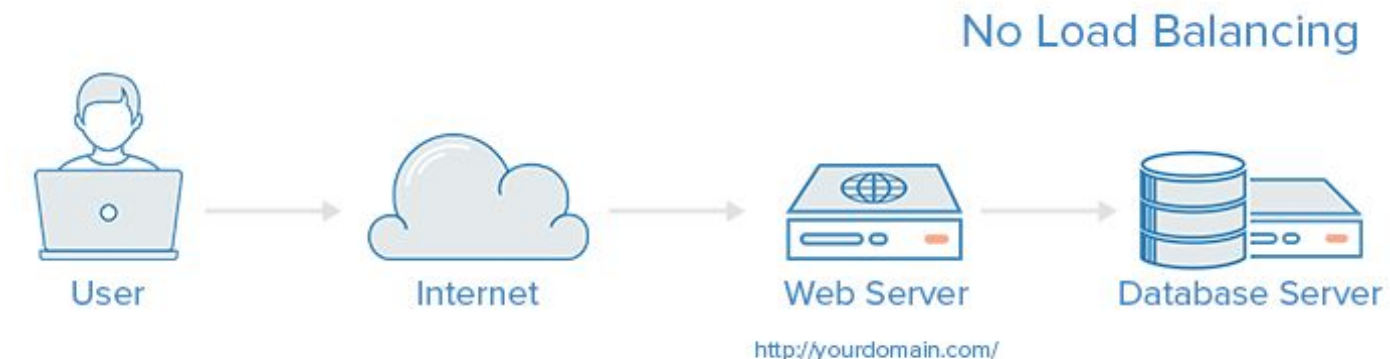 No Load Balancing
User
Internet
Web Server
Database Server
http://yourdomain.com/